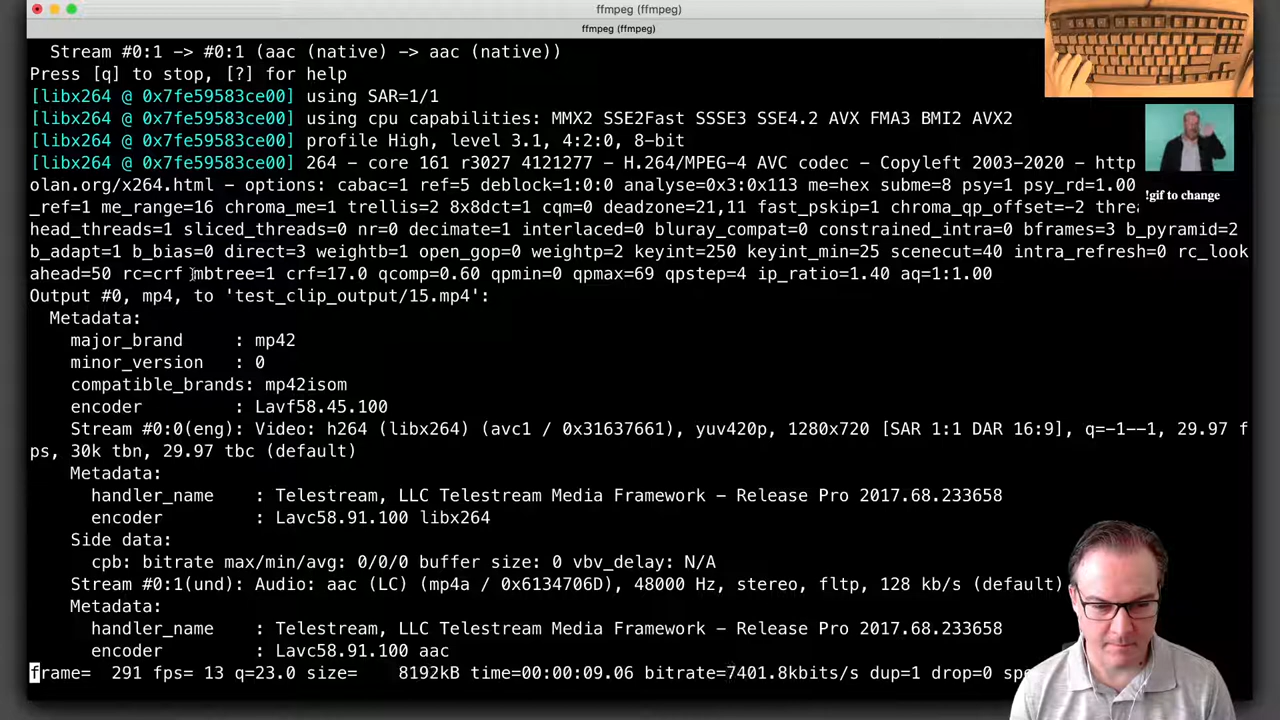 ffmpeg (ffmpeg)
ffmpeg (ffmpeg)
Stream #0:1 -> #0:1 (aac (native) -> aac (native))
Press [q] to stop, [?] for help
[libx264 @ 0x7fe59583ce00] using SAR=1/1
[libx264 @ 0x7fe59583ce00] using cpu capabilities: MMX2 SSE2Fast SSSE3 SSE4.2 AVX FMA3 BMI2 AVX2
[libx264 @ 0x7fe59583ce00] profile High, level 3.1, 4:2:0, 8-bit
[libx264 @ 0x7fe59583ce00] 264 - core 161 r3027 4121277 - H.264/MPEG-4 AVC codec - Copyleft 2003-2020 - http
olan.org/x264.html - options: cabac=1 ref=5 deblock=1:0:0 analyse=0x3:0x113 me=hex subme=8 psy=1 psy_rd=1.00
!gif to change
_ref=1 me_range=16 chroma_me=1 trellis=2 8x8dct=1 cqm=0 deadzone=21,11 fast_pskip=1 chroma_qp_offset=-2 threa
head_threads=1 sliced_threads=0 nr=0 decimate=1 interlaced=0 bluray_compat=0 constrained_intra=0 bframes=3 b_pyramid=2
b_adapt=1 b_bias=0 direct=3 weightb=1 open_gop=0 weightp=2 keyint=250 keyint_min=25 scenecut=40 intra_refresh=0 rc_look
ahead=50 rc=crf mbtree=1 crf=17.0 qcomp=0.60 qpmin=0 qpmax=69 qpstep=4 ip_ratio=1.40 aq=1:1.00
Output #0, mp4, to 'test_clip_output/15.mp4':
Metadata:
major_brand : mp42
minor_version : 0
compatible_brands: mp42isom
encoder : Lavf58.45.100
Stream #0:0(eng): Video: h264 (libx264) (avc1 / 0x31637661), yuv420p, 1280x720 [SAR 1:1 DAR 16:9], q=-1--1, 29.97 f
ps, 30k tbn, 29.97 tbc (default)
Metadata:
handler_name : Telestream, LLC Telestream Media Framework - Release Pro 2017.68.233658
encoder : Lavc58.91.100 libx264
Side data:
cpb: bitrate max/min/avg: 0/0/0 buffer size: 0 vbv_delay: N/A
Stream #0:1(und): Audio: aac (LC) (mp4a / 0x6134706D), 48000 Hz, stereo, fltp, 128 kb/s (default)
Metadata:
handler_name : Telestream, LLC Telestream Media Framework - Release Pro 2017.68.233658
encoder : Lavc58.91.100 aac
frame= 291 fps= 13 q=23.0 size= 8192kB time=00:00:09.06 bitrate=7401.8kbits/s dup=1 drop=0 spe